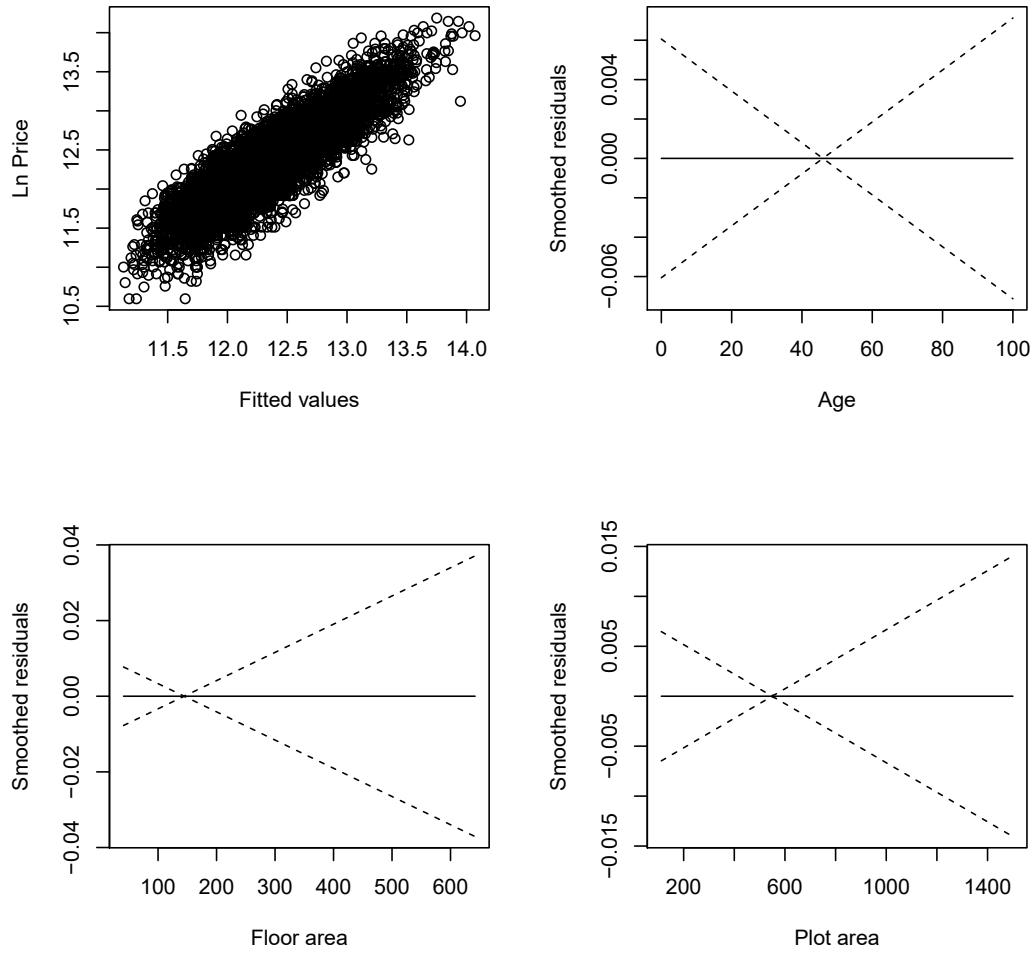 Ln Price
13.5
12.5
11.5
10.5
11.5 12.0 12.5 13.0 13.5 14.0
Fitted values
Smoothed residuals
0.004
0.000
−0.006
0 20 40 60 80 100
Age
Smoothed residuals
0.04
0.02
0.00
−0.02
−0.04
100 200 300 400 500 600
Floor area
Smoothed residuals
0.015
0.005
−0.005
−0.015
200 600 1000 1400
Plot area